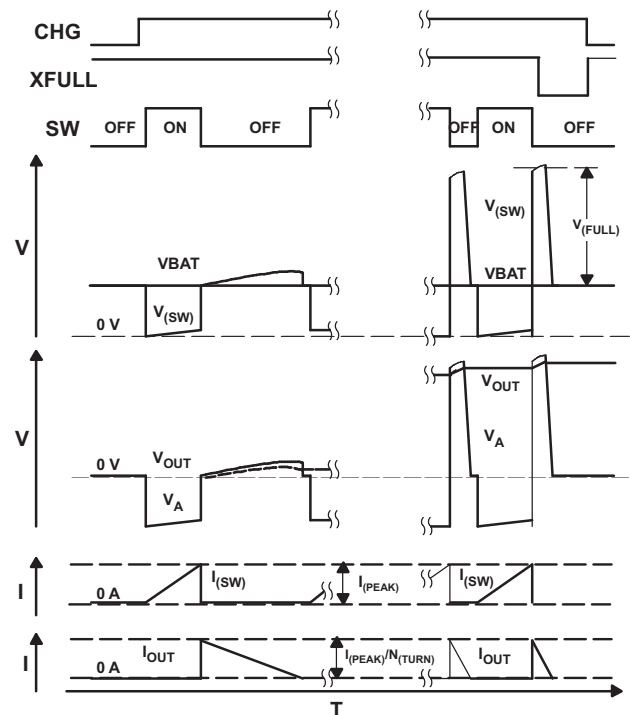 CHG
XFULL
SW OFF ON OFF OFF ON OFF
V
V(SW)
V(FULL)
VBAT VBAT
0 V V(SW)
V
VOUT
VA
0 V VOUT
VA
I
0 A I(SW) I(PEAK) I(SW)
I
0 A IOUT I(PEAK)/N(TURN) IOUT
T